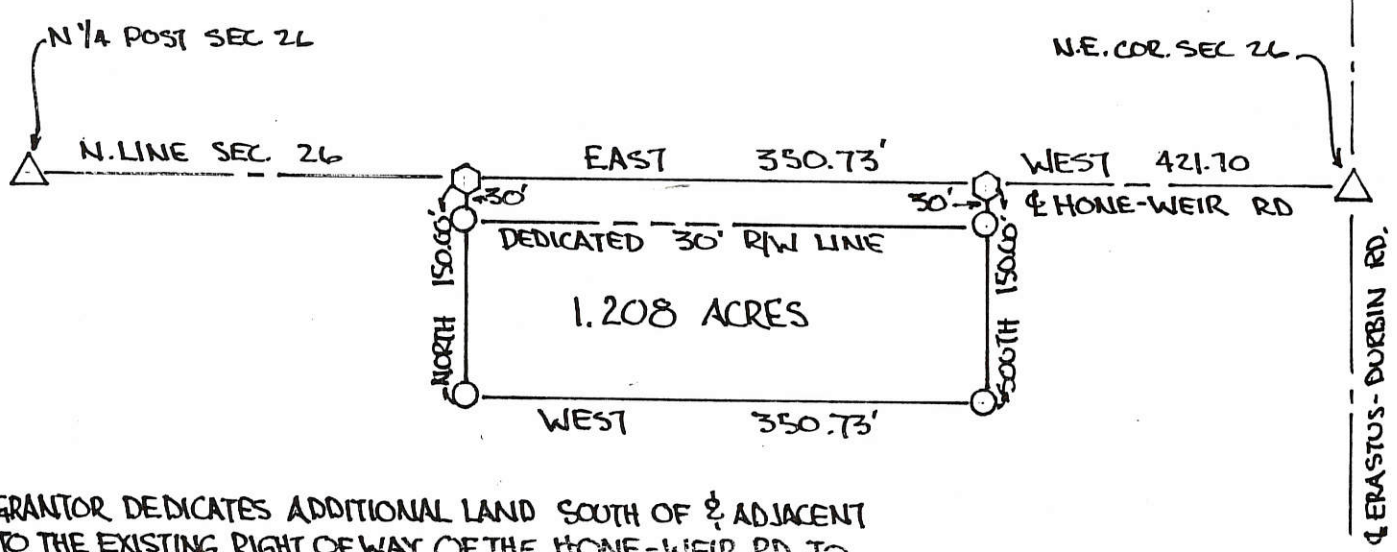 N 1/4 POST SEC 26
N.E. COR. SEC 26
N. LINE SEC. 26
EAST 350.73'
WEST 421.70
30'
30'
℄ HONE-WEIR RD
DEDICATED 30' R/W LINE
NORTH 150.00'
SOUTH 150.00'
1.208 ACRES
WEST 350.73'
℄ ERASTUS-DURBIN RD.
GRANTOR DEDICATES ADDITIONAL LAND SOUTH OF & ADJACENT
TO THE EXISTING RIGHT OF WAY OF THE HONE-WEIR RD. TO